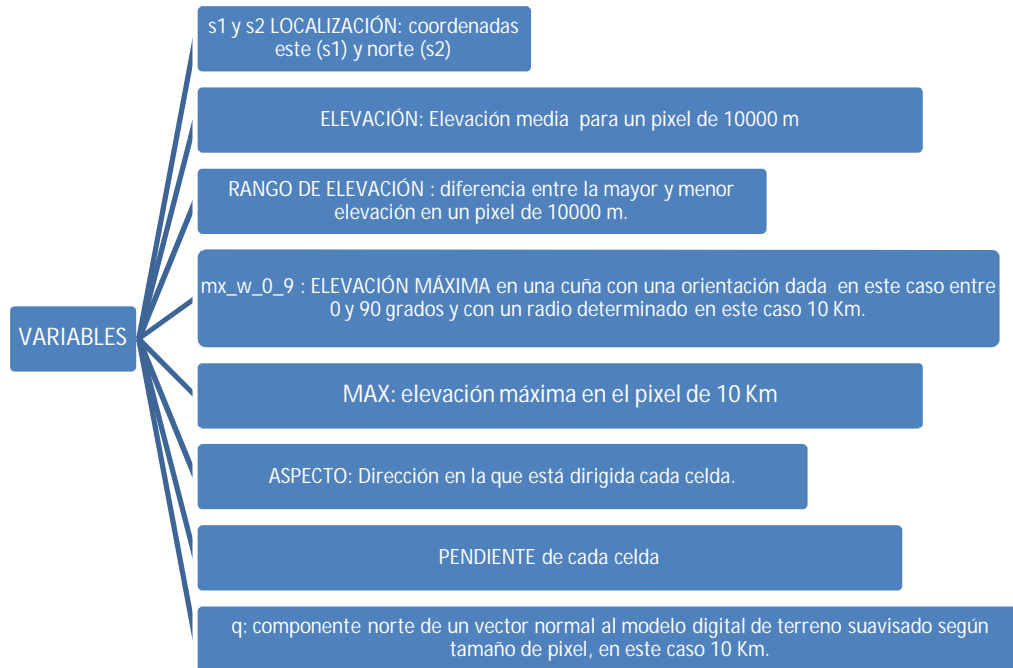 s1 y s2 LOCALIZACIÓN: coordenadas
este (s1) y norte (s2)
ELEVACIÓN: Elevación media para un pixel de 10000 m
RANGO DE ELEVACIÓN : diferencia entre la mayor y menor
elevación en un pixel de 10000 m.
mx_w_0_9 : ELEVACIÓN MÁXIMA en una cuña con una orientación dada en este caso entre
0 y 90 grados y con un radio determinado en este caso 10 Km.
VARIABLES
MAX: elevación máxima en el pixel de 10 Km
ASPECTO: Dirección en la que está dirigida cada celda.
PENDIENTE de cada celda
q: componente norte de un vector normal al modelo digital de terreno suavisado según
tamaño de pixel, en este caso 10 Km.